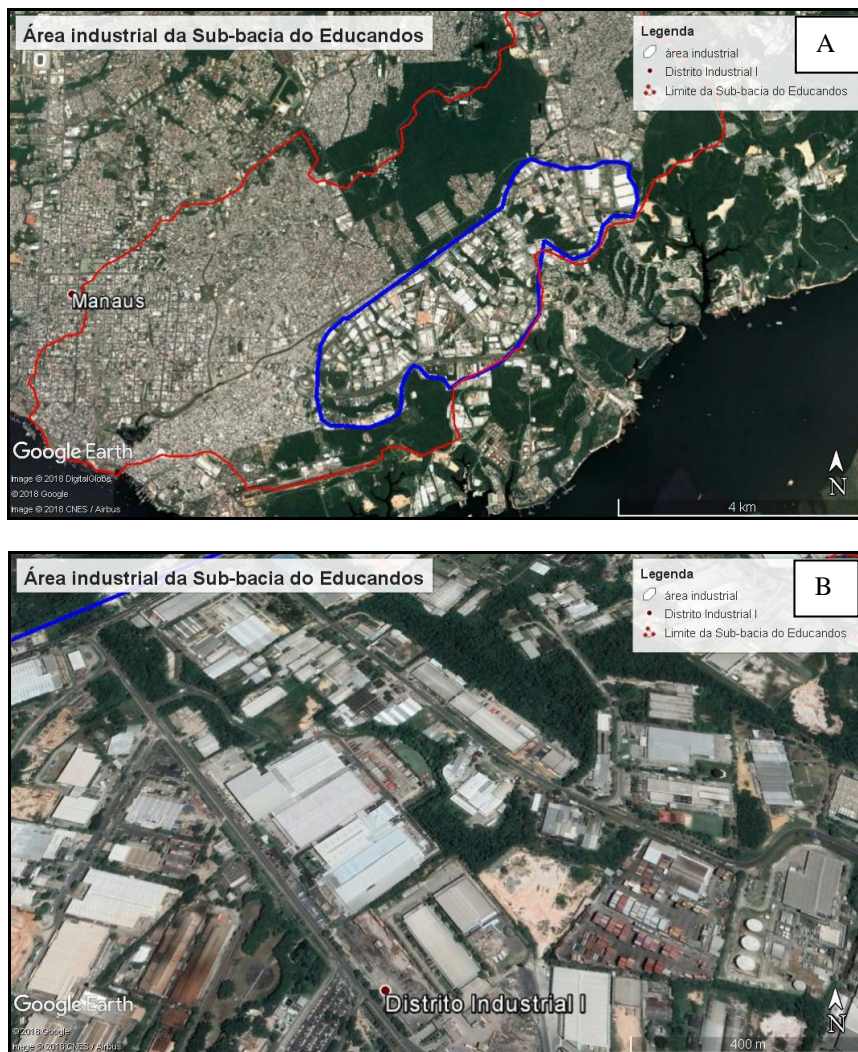 Área industrial da Sub-bacia do Educandos
Legenda
área industrial
Distrito Industrial I
Limite da Sub-bacia do Educandos
A
Manaus
Google Earth
Image © 2018 DigitalGlobe
© 2018 Google
Image © 2018 CNES / Airbus
N
4 km
Área industrial da Sub-bacia do Educandos
Legenda
área industrial
Distrito Industrial I
Limite da Sub-bacia do Educandos
B
Distrito Industrial I
Google Earth
© 2018 Google
Image © 2018 CNES / Airbus
N
400 m